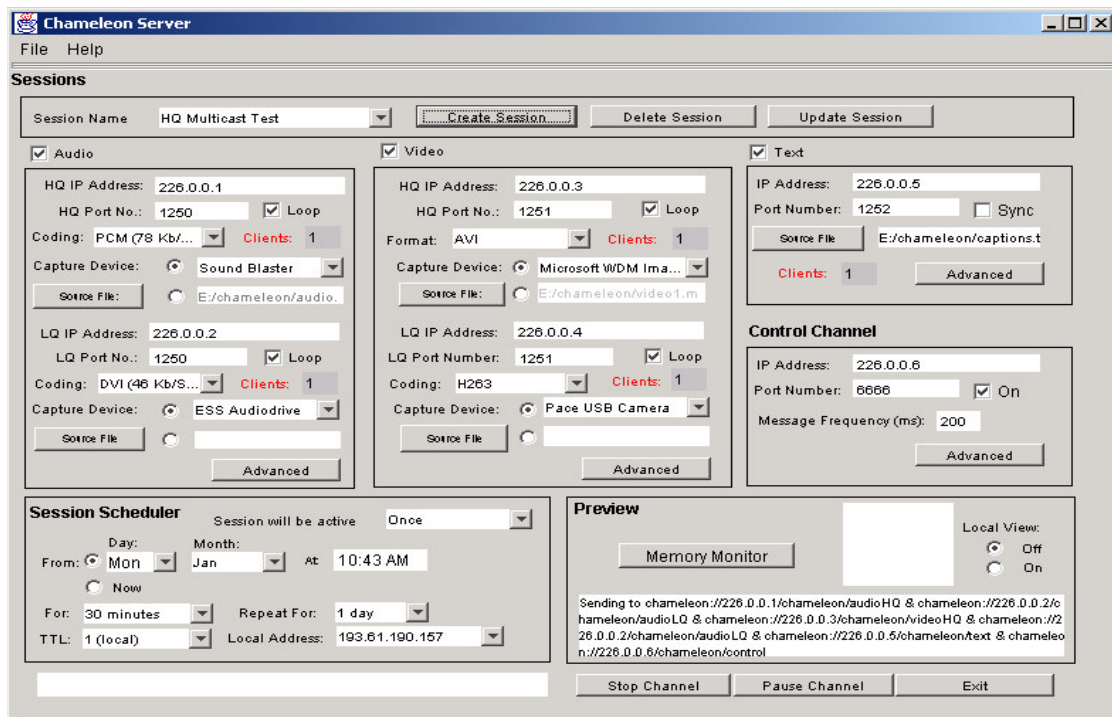 Chameleon Server
File Help
Sessions
Session Name HQ Multicast Test Create Session Delete Session Update Session
Audio
HQ IP Address: 226.0.0.1
HQ Port No.: 1250 Loop
Coding: PCM (78 Kb/... Clients: 1
Capture Device: Sound Blaster
Source File: E:/chameleon/audio.
LQ IP Address: 226.0.0.2
LQ Port No.: 1250 Loop
Coding: DVI (46 Kb/S... Clients: 1
Capture Device: ESS Audiodrive
Source File
Advanced
Video
HQ IP Address: 226.0.0.3
HQ Port No.: 1251 Loop
Format: AVI Clients: 1
Capture Device: Microsoft WDM Ima...
Source File: E:/chameleon/video1.m
LQ IP Address: 226.0.0.4
LQ Port Number: 1251 Loop
Coding: H263 Clients: 1
Capture Device: Pace USB Camera
Source File
Advanced
Text
IP Address: 226.0.0.5
Port Number: 1252 Sync
Source File E:/chameleon/captions.t
Clients: 1 Advanced
Control Channel
IP Address: 226.0.0.6
Port Number: 6666 On
Message Frequency (ms): 200
Advanced
Session Scheduler
Session will be active Once
Day: Month:
From: Mon Jan At 10:43 AM
Now
For: 30 minutes Repeat For: 1 day
TTL: 1 (local) Local Address: 193.61.190.157
Preview
Memory Monitor
Local View:
Off
On
Sending to chameleon://226.0.0.1/chameleon/audioHQ & chameleon://226.0.0.2/c
hameleon/audioLQ & chameleon://226.0.0.3/chameleon/videoHQ & chameleon://2
26.0.0.2/chameleon/audioLQ & chameleon://226.0.0.5/chameleon/text & chameleo
n://226.0.0.6/chameleon/control
Stop Channel Pause Channel Exit